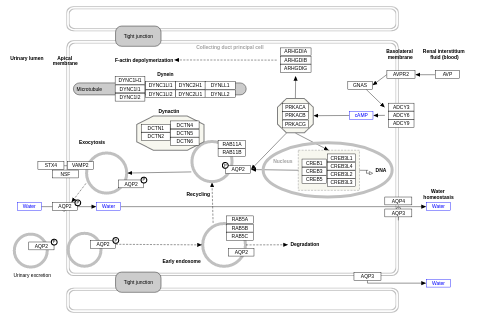 Tight junction
Collecting duct principal cell
Urinary lumen
Apical
membrane
F-actin depolymerization
ARHGDIA
ARHGDIB
ARHGDIG
Basolateral
membrane
Renal interstitium
fluid (blood)
Dynein
Microtubule
DYNC1H1
DYNC1I1
DYNC1I2
DYNC1LI1
DYNC1LI2
DYNC2H1
DYNC2LI1
DYNLL1
DYNLL2
AVPR2
AVP
GNAS
Dynactin
DCTN1
DCTN2
DCTN4
DCTN5
DCTN6
PRKACA
PRKACB
PRKACG
cAMP
ADCY3
ADCY6
ADCY9
Exocytosis
RAB11A
RAB11B
STX4
VAMP2
NSF
AQP2
P
AQP2
P
Nucleus
CREB1
CREB3
CREB5
CREB3L1
CREB3L4
CREB3L2
CREB3L3
DNA
Recycling
Water
homeostasis
Water
AQP2
P
Water
AQP4
AQP3
Water
RAB5A
RAB5B
RAB5C
AQP2
Degradation
AQP2
P
AQP2
P
Early endosome
Urinary excretion
AQP3
Water
Tight junction